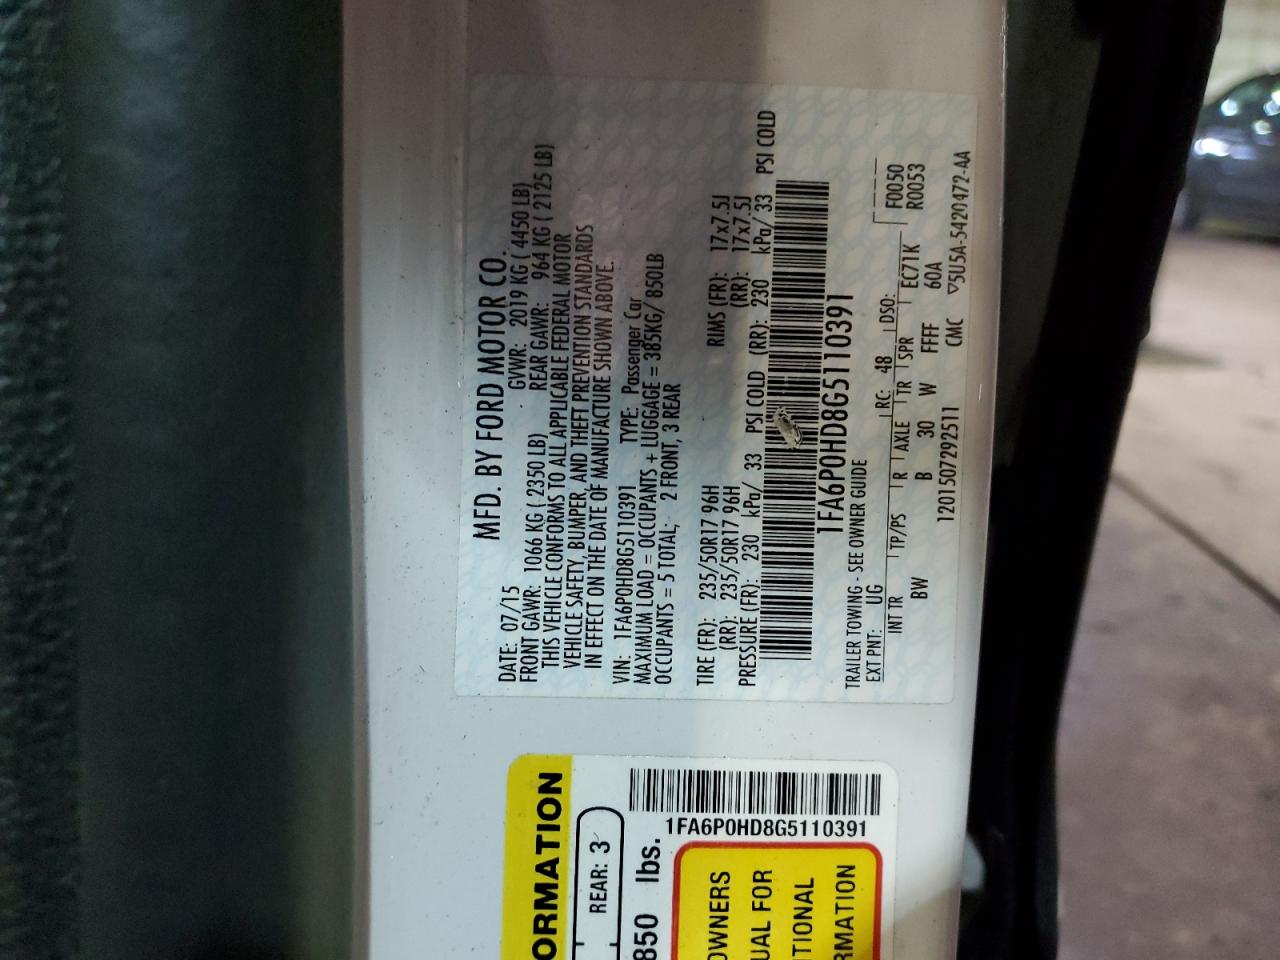 MFD. BY FORD MOTOR CO.
DATE: 07/15 GVWR: 2019 KG ( 4450 LB)
FRONT GAWR: 1066 KG ( 2350 LB) REAR GAWR: 964 KG ( 2125 LB)
THIS VEHICLE CONFORMS TO ALL APPLICABLE FEDERAL MOTOR
VEHICLE SAFETY, BUMPER, AND THEFT PREVENTION STANDARDS
IN EFFECT ON THE DATE OF MANUFACTURE SHOWN ABOVE.
VIN: 1FA6P0HD8G5110391 TYPE: Passenger Car
MAXIMUM LOAD = OCCUPANTS + LUGGAGE = 385KG/ 850LB
OCCUPANTS = 5 TOTAL; 2 FRONT, 3 REAR
TIRE (FR): 235/50R17 96H RIMS (FR): 17x7.5J
(RR): 235/50R17 96H (RR): 17x7.5J
PRESSURE (FR): 230 kPa/ 33 PSI COLD (RR): 230 kPa/ 33 PSI COLD
1FA6P0HD8G5110391
TRAILER TOWING - SEE OWNER GUIDE
EXT PNT: UG RC: 48 DSO:
INT TR TP/PS R AXLE TR SPR EC71K F0050
BW B 30 W FFFF 60A R0053
1201507292511 CMC ▽5U5A-5420472-AA
ORMATION
REAR: 3
850 lbs.
1FA6P0HD8G5110391
OWNERS
UAL FOR
TIONAL
RMATION